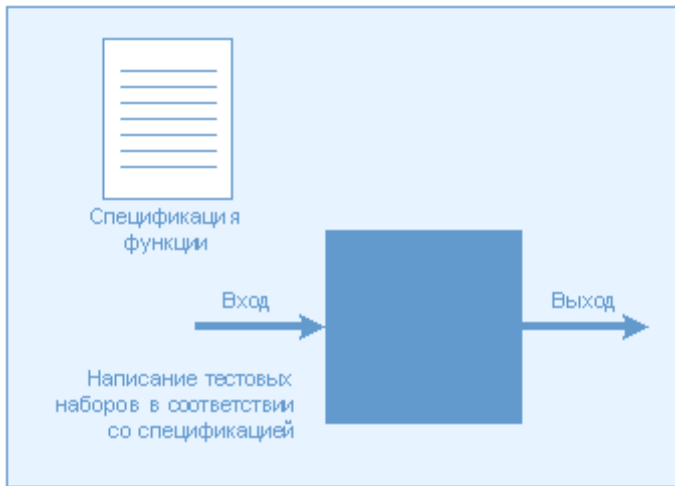 Спецификация
функции
Вход
Выход
Написание тестовых
наборов в соответствии
со спецификацией